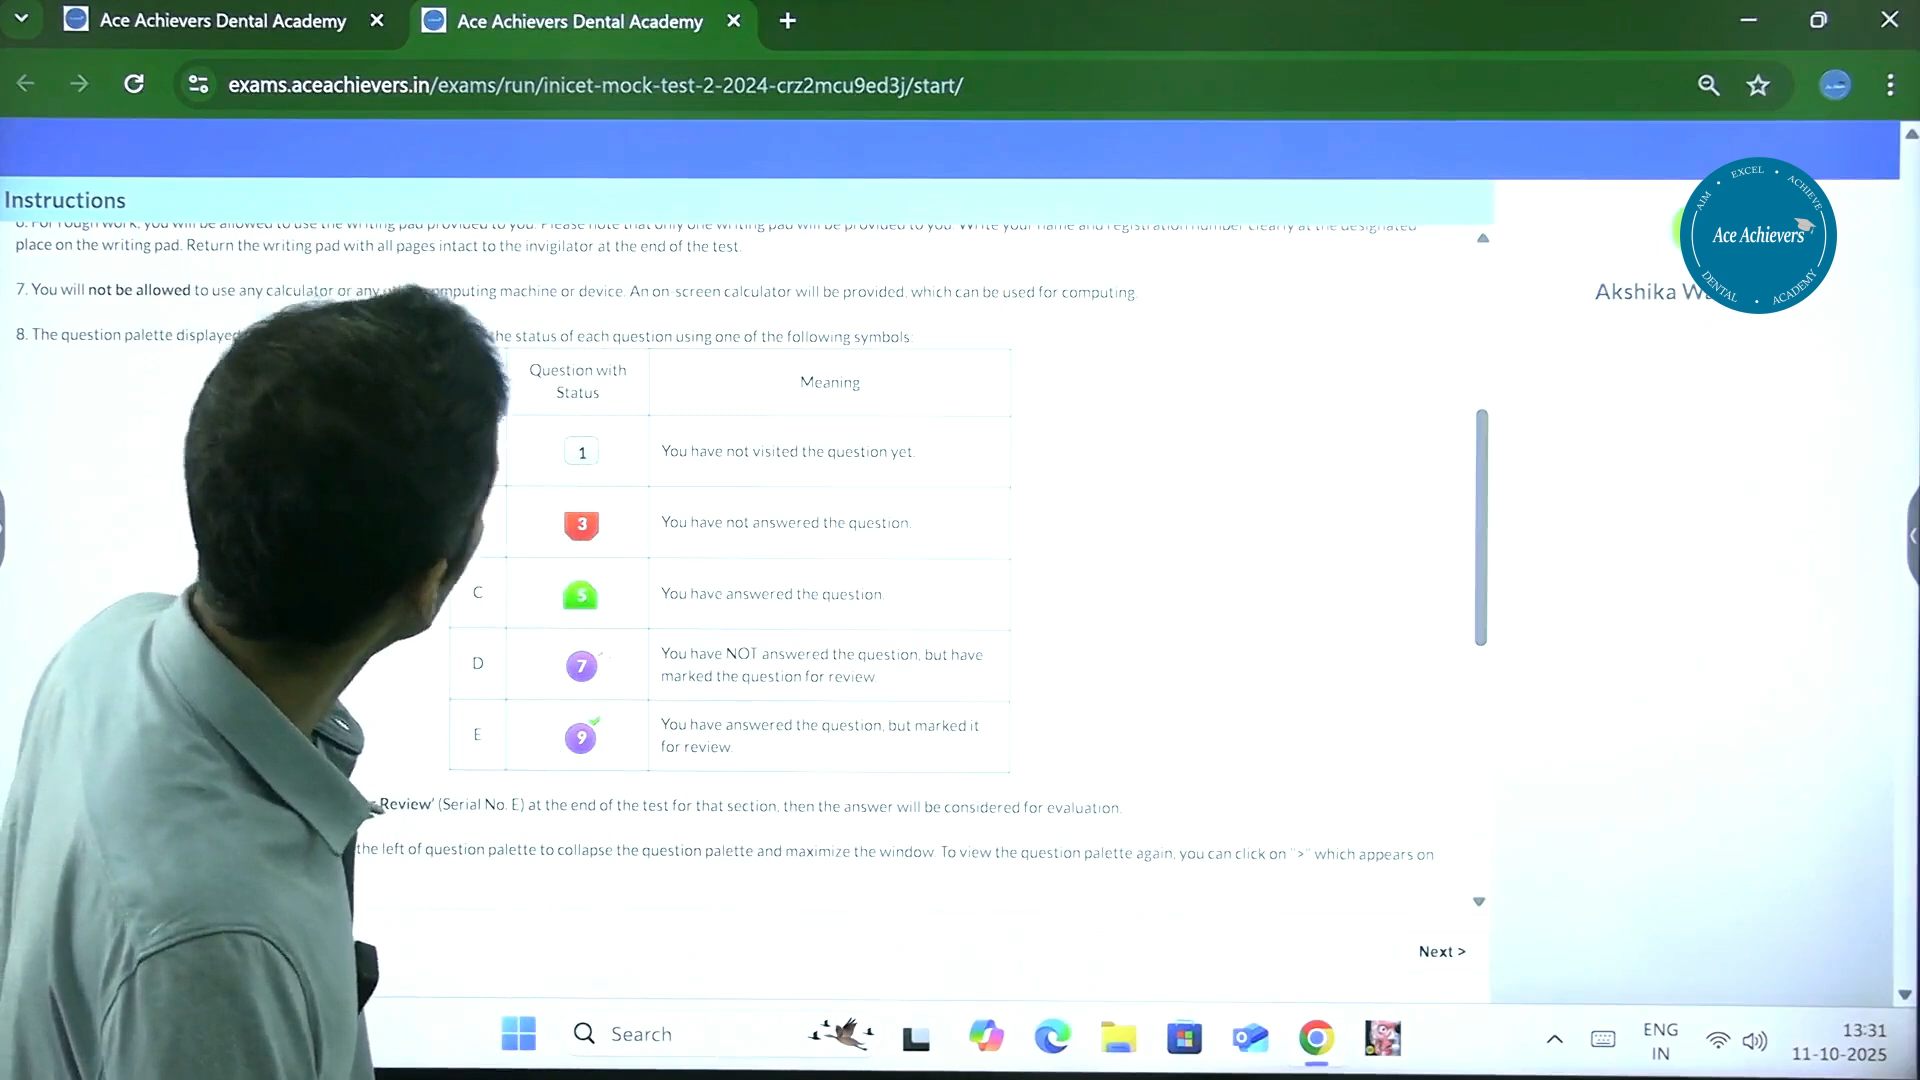 Ace Achievers Dental Academy
Ace Achievers Dental Academy
exams.aceachievers.in/exams/run/inicet-mock-test-2-2024-crz2mcu9ed3j/start/
Instructions
place on the writing pad. Return the writing pad with all pages intact to the invigilator at the end of the test.
7. You will not be allowed to use any calculator or any computing machine or device. An on-screen calculator will be provided, which can be used for computing.
8. The question palette displayed the status of each question using one of the following symbols:
Question with Status
Meaning
1
You have not visited the question yet.
3
You have not answered the question.
C
5
You have answered the question.
D
7
You have NOT answered the question, but have
marked the question for review
E
9
You have answered the question, but marked it
for review.
Review' (Serial No. E) at the end of the test for that section, then the answer will be considered for evaluation.
the left of question palette to collapse the question palette and maximize the window. To view the question palette again, you can click on ">" which appears on
Next >
Akshika
AIM • EXCEL • ACHIEVE
Ace Achievers
DENTAL • ACADEMY
Search
ENG
IN
13:31
11-10-2025